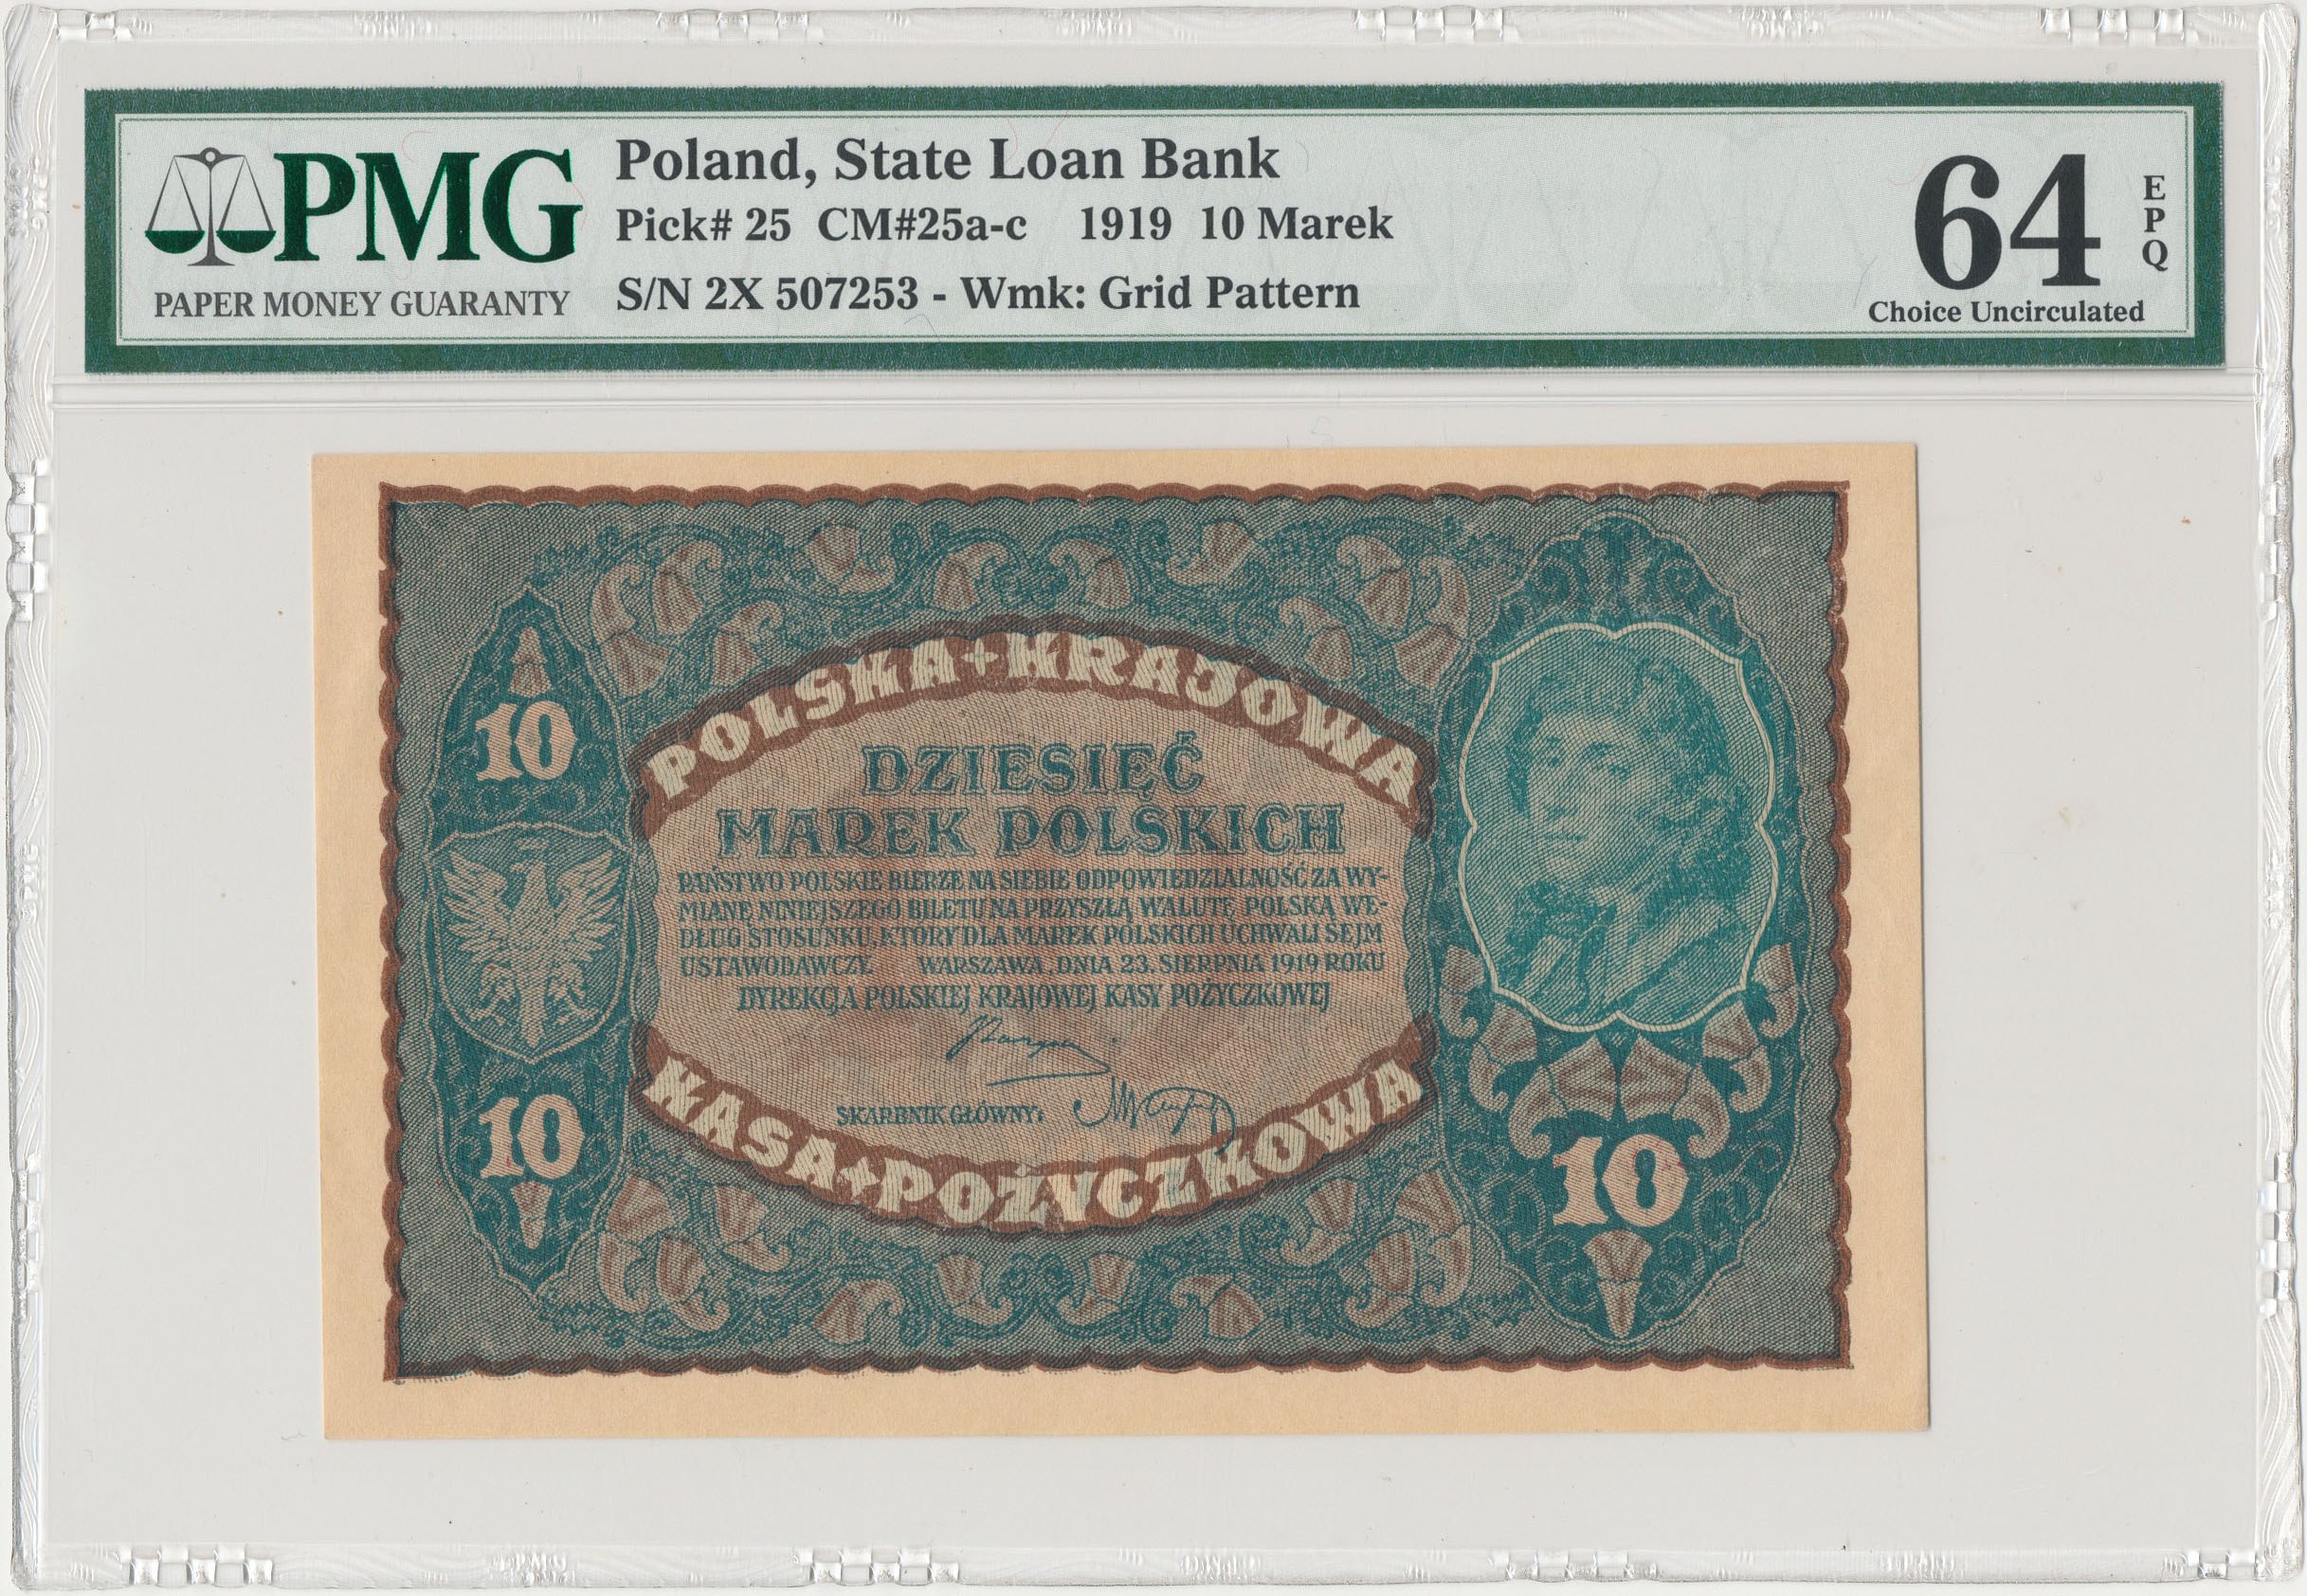 PMG
PAPER MONEY GUARANTY
Poland, State Loan Bank
Pick# 25 CM#25a-c 1919 10 Marek
S/N 2X 507253 - Wmk: Grid Pattern
64
EPQ
Choice Uncirculated
POLSKA + KRAJOWA
10
DZIESIĘĆ
MAREK POLSKICH
PAŃSTWO POLSKIE BIERZE NA SIEBIE ODPOWIEDZIALNOŚĆ ZA WY-
MIANĘ NINIEJSZEGO BILETU NA PRZYSZŁĄ WALUTĘ POLSKĄ WE-
DŁUG STOSUNKU, KTÓRY DLA MAREK POLSKICH UCHWALI SEJM
USTAWODAWCZY. WARSZAWA, DNIA 23. SIERPNIA 1919 ROKU
DYREKCJA POLSKIEJ KRAJOWEJ KASY POŻYCZKOWEJ
SKARBNIK GŁÓWNY:
KASA + POŻYCZKOWA
10
10